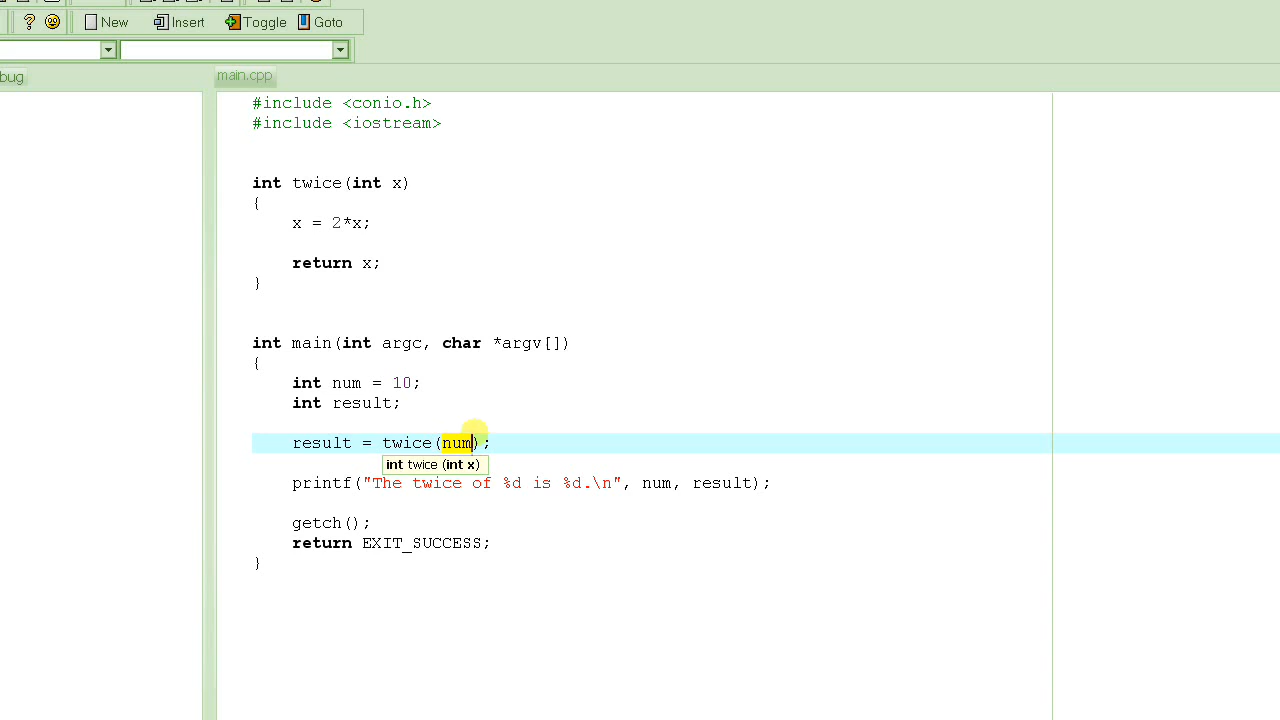 New Insert Toggle Goto
bug main.cpp
#include <conio.h>
#include <iostream>
int twice(int x)
{
x = 2*x;
return x;
}
int main(int argc, char *argv[])
{
int num = 10;
int result;
result = twice(num);
int twice (int x)
printf("The twice of %d is %d.\n", num, result);
getch();
return EXIT_SUCCESS;
}